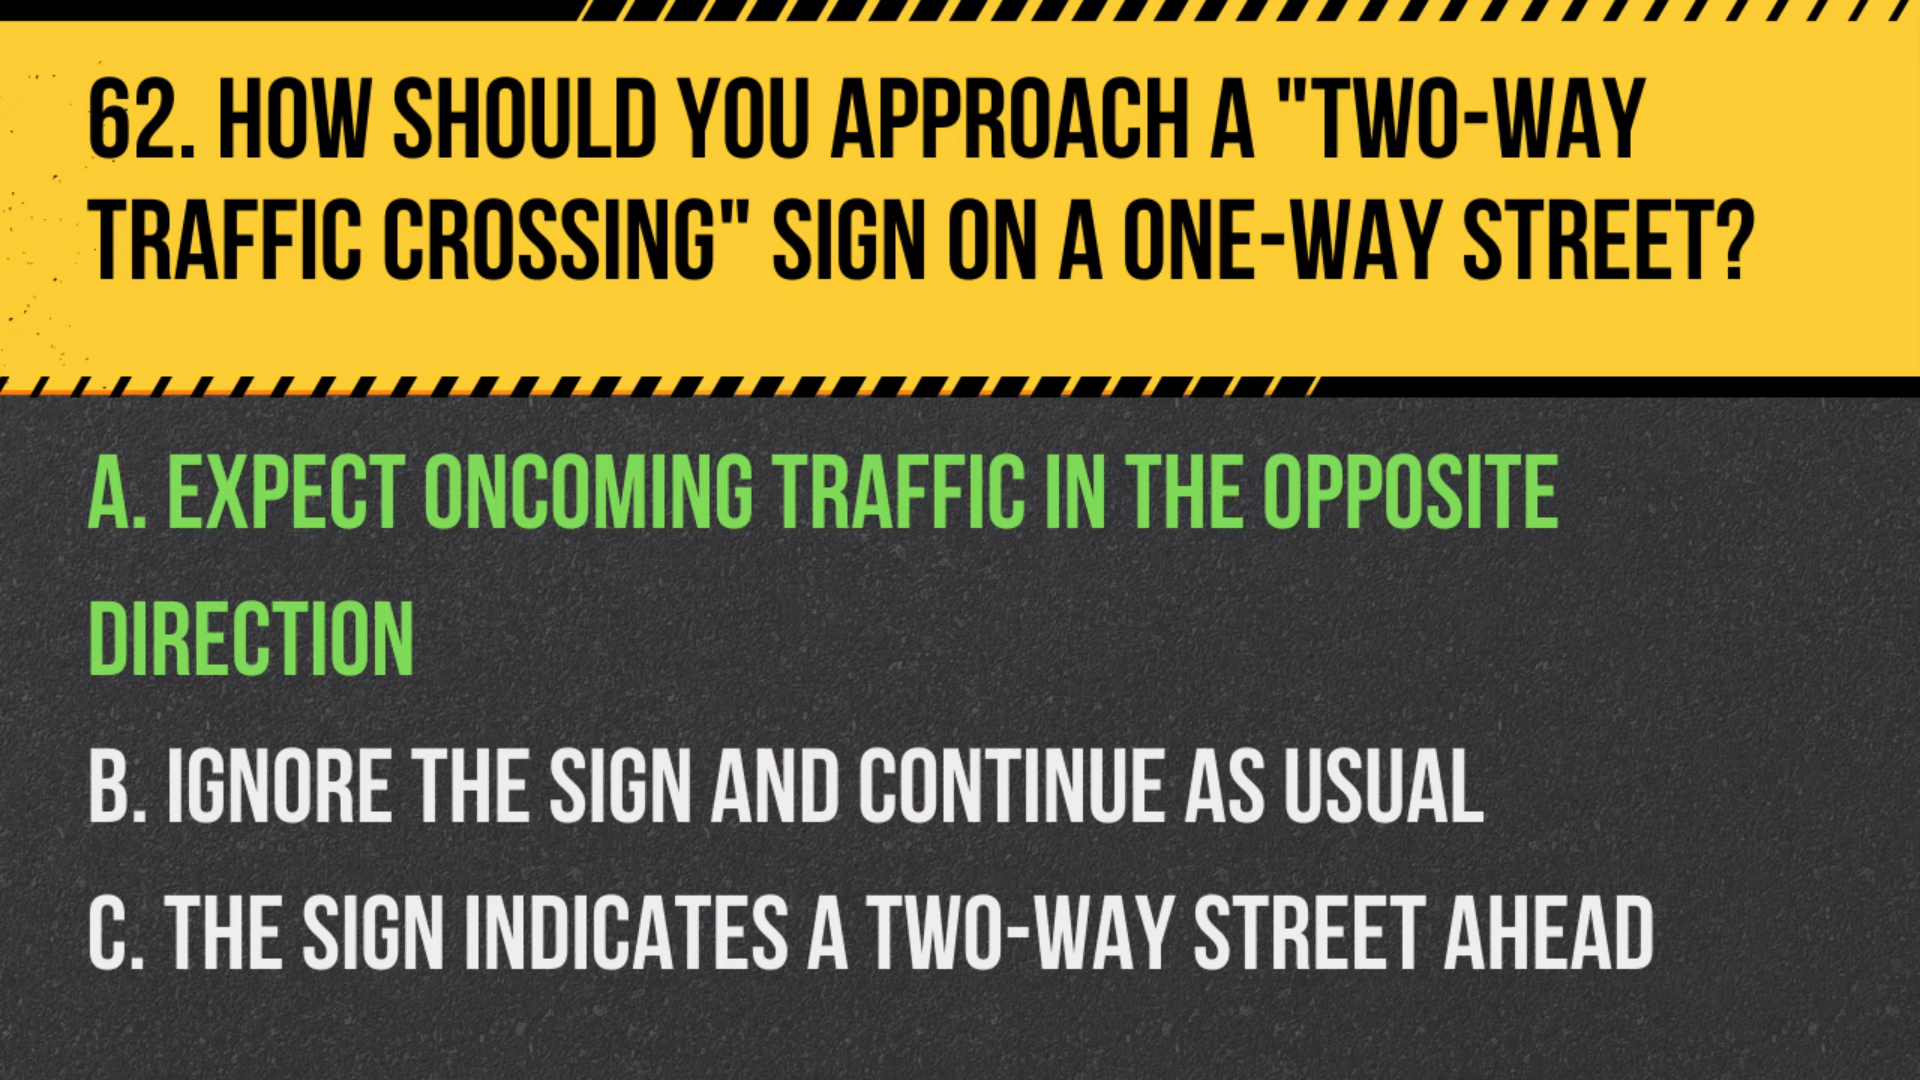 62. HOW SHOULD YOU APPROACH A "TWO-WAY
TRAFFIC CROSSING" SIGN ON A ONE-WAY STREET?
A. EXPECT ONCOMING TRAFFIC IN THE OPPOSITE
DIRECTION
B. IGNORE THE SIGN AND CONTINUE AS USUAL
C. THE SIGN INDICATES A TWO-WAY STREET AHEAD